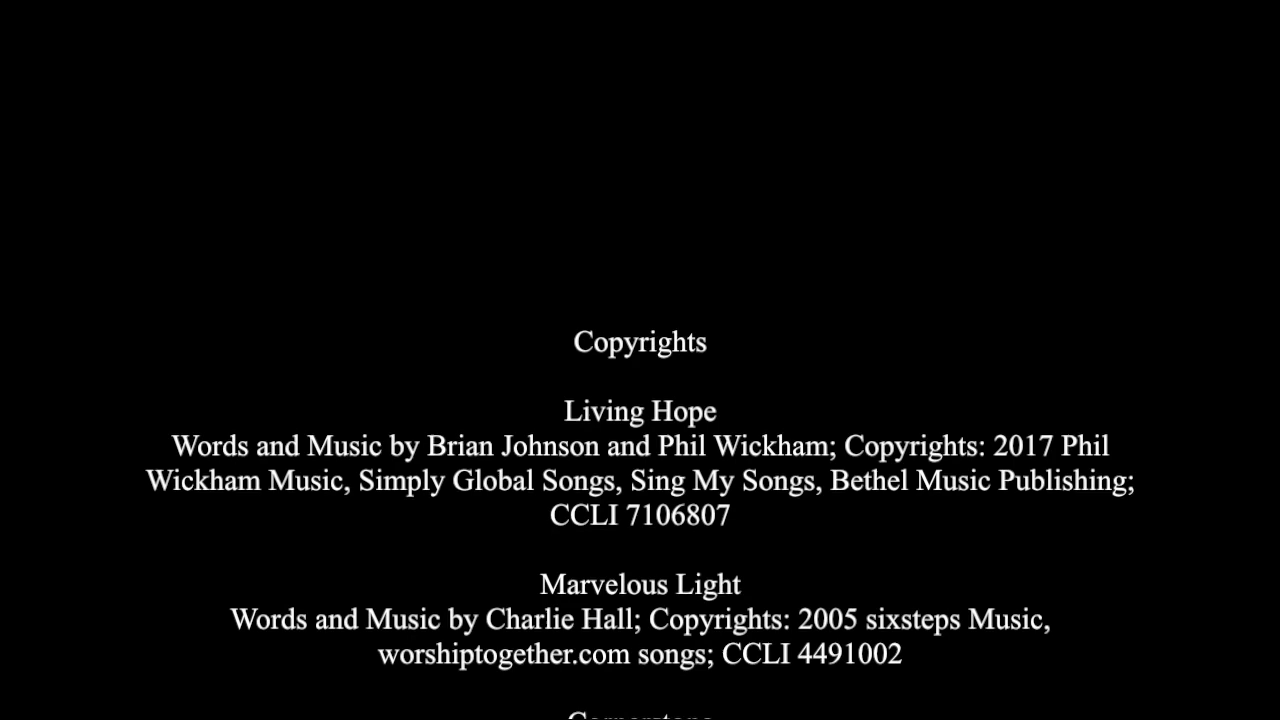 Copyrights
Living Hope
Words and Music by Brian Johnson and Phil Wickham; Copyrights: 2017 Phil
Wickham Music, Simply Global Songs, Sing My Songs, Bethel Music Publishing;
CCLI 7106807
Marvelous Light
Words and Music by Charlie Hall; Copyrights: 2005 sixsteps Music,
worshiptogether.com songs; CCLI 4491002